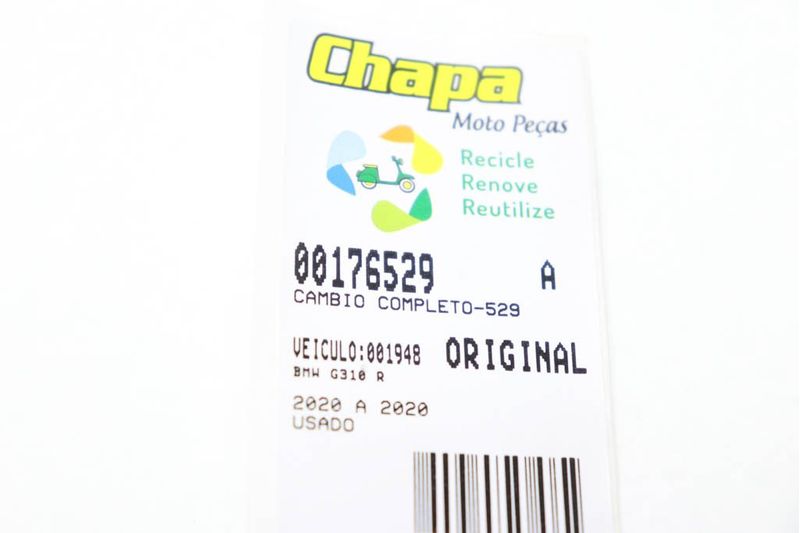 Chapa
Moto Peças
Recicle
Renove
Reutilize
00176529 A
CAMBIO COMPLETO-529
VEICULO:001948 ORIGINAL
BMW G310 R
2020 A 2020
USADO